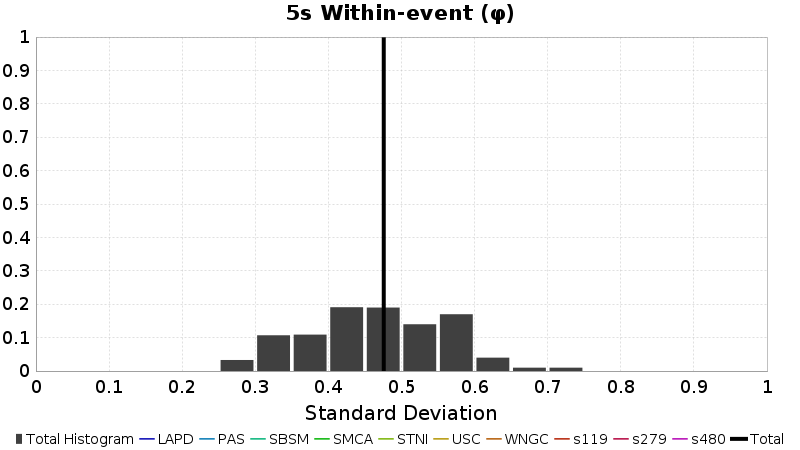 5s Within-event (φ)
1
0.9
0.8
0.7
0.6
0.5
0.4
0.3
0.2
0.1
0
0 0.1 0.2 0.3 0.4 0.5 0.6 0.7 0.8 0.9 1
Standard Deviation
Total Histogram LAPD PAS SBSM SMCA STNI USC WNGC s119 s279 s480 Total